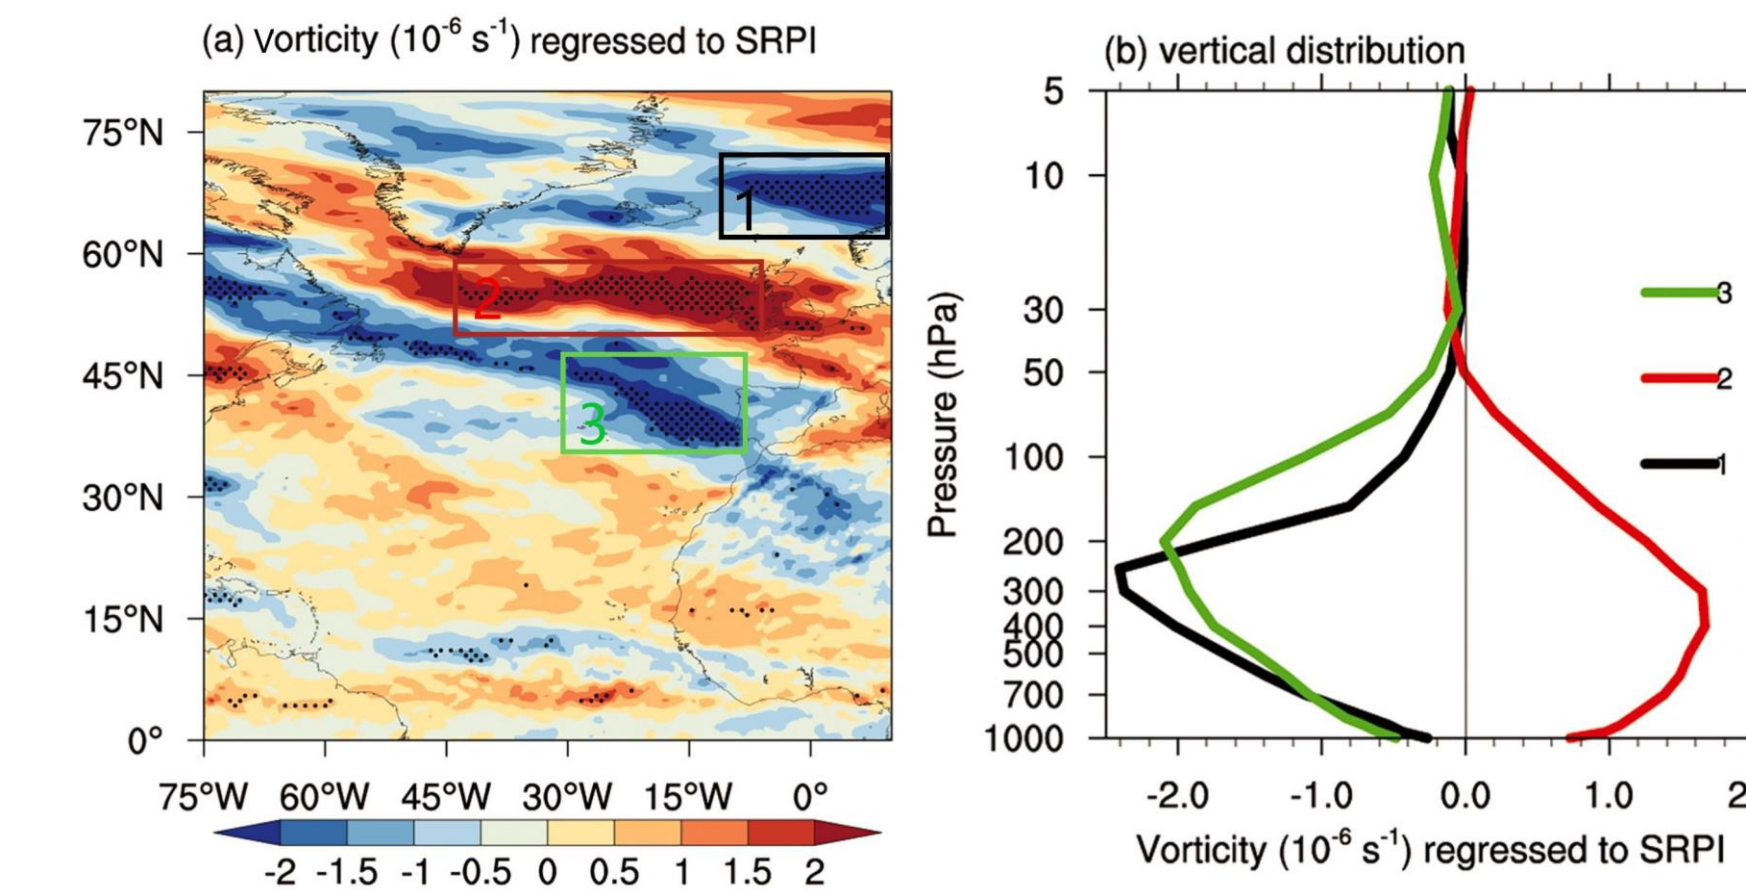 (a) Vorticity (10⁻⁶ s⁻¹) regressed to SRPI
75°N
60°N
45°N
30°N
15°N
0°
75°W 60°W 45°W 30°W 15°W 0°
1
2
3
-2 -1.5 -1 -0.5 0 0.5 1 1.5 2
(b) vertical distribution
Pressure (hPa)
5
10
30
50
100
200
300
400
500
700
1000
-2.0 -1.0 0.0 1.0 2
Vorticity (10⁻⁶ s⁻¹) regressed to SRPI
3
2
1